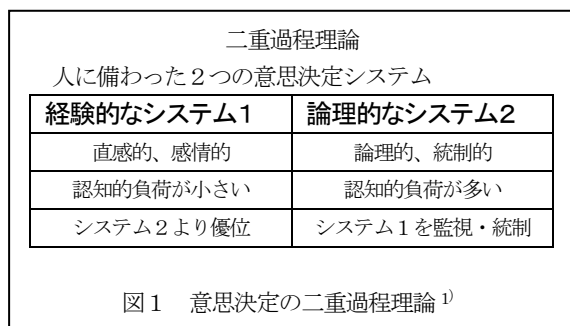 二重過程理論
人に備わった２つの意思決定システム
経験的なシステム1 論理的なシステム2
直感的、感情的 論理的、統制的
認知的負荷が小さい 認知的負荷が多い
システム２より優位 システム１を監視・統制
図１ 意思決定の二重過程理論 1)